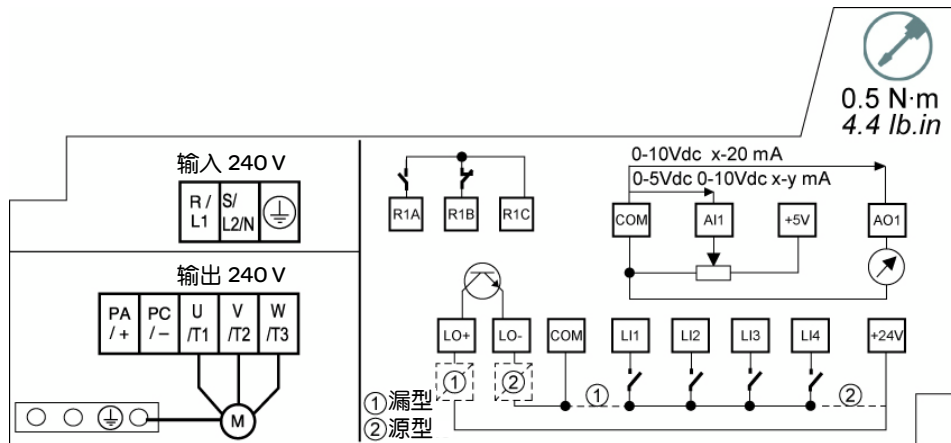 0.5 N·m
4.4 lb.in
输入 240 V
R / L1
S/ L2/N
输出 240 V
PA / +
PC / −
U /T1
V /T2
W /T3
M
R1A
R1B
R1C
0-10Vdc x-20 mA
0-5Vdc 0-10Vdc x-y mA
COM
AI1
+5V
AO1
LO+
LO-
COM
LI1
LI2
LI3
LI4
+24V
①
②
①
②
①漏型
②源型